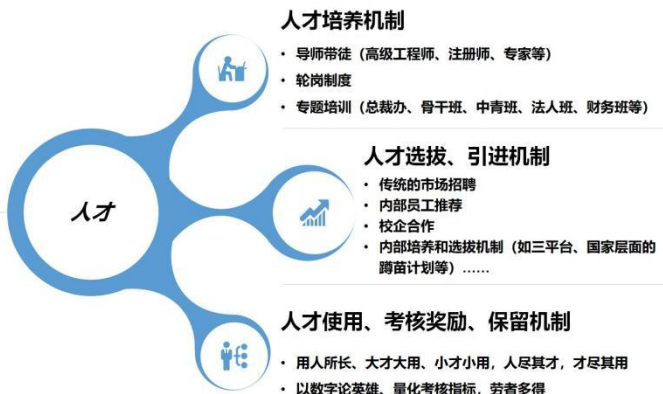 人才培养机制
• 导师带徒（高级工程师、注册师、专家等）
• 轮岗制度
• 专题培训（总裁办、骨干班、中青班、法人班、财务班等）
人才选拔、引进机制
• 传统的市场招聘
• 内部员工推荐
• 校企合作
• 内部培养和选拔机制（如三平台、国家层面的
蹲苗计划等）……
人才
人才使用、考核奖励、保留机制
• 用人所长、大才大用、小才小用，人尽其才，才尽其用
• 以数字论英雄、量化考核指标，劳者多得